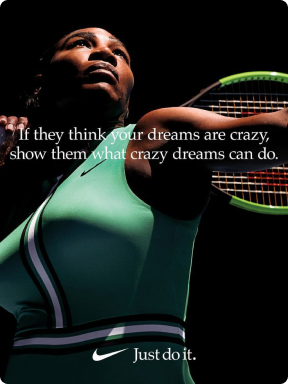 If they think your dreams are crazy,
show them what crazy dreams can do.
Just do it.